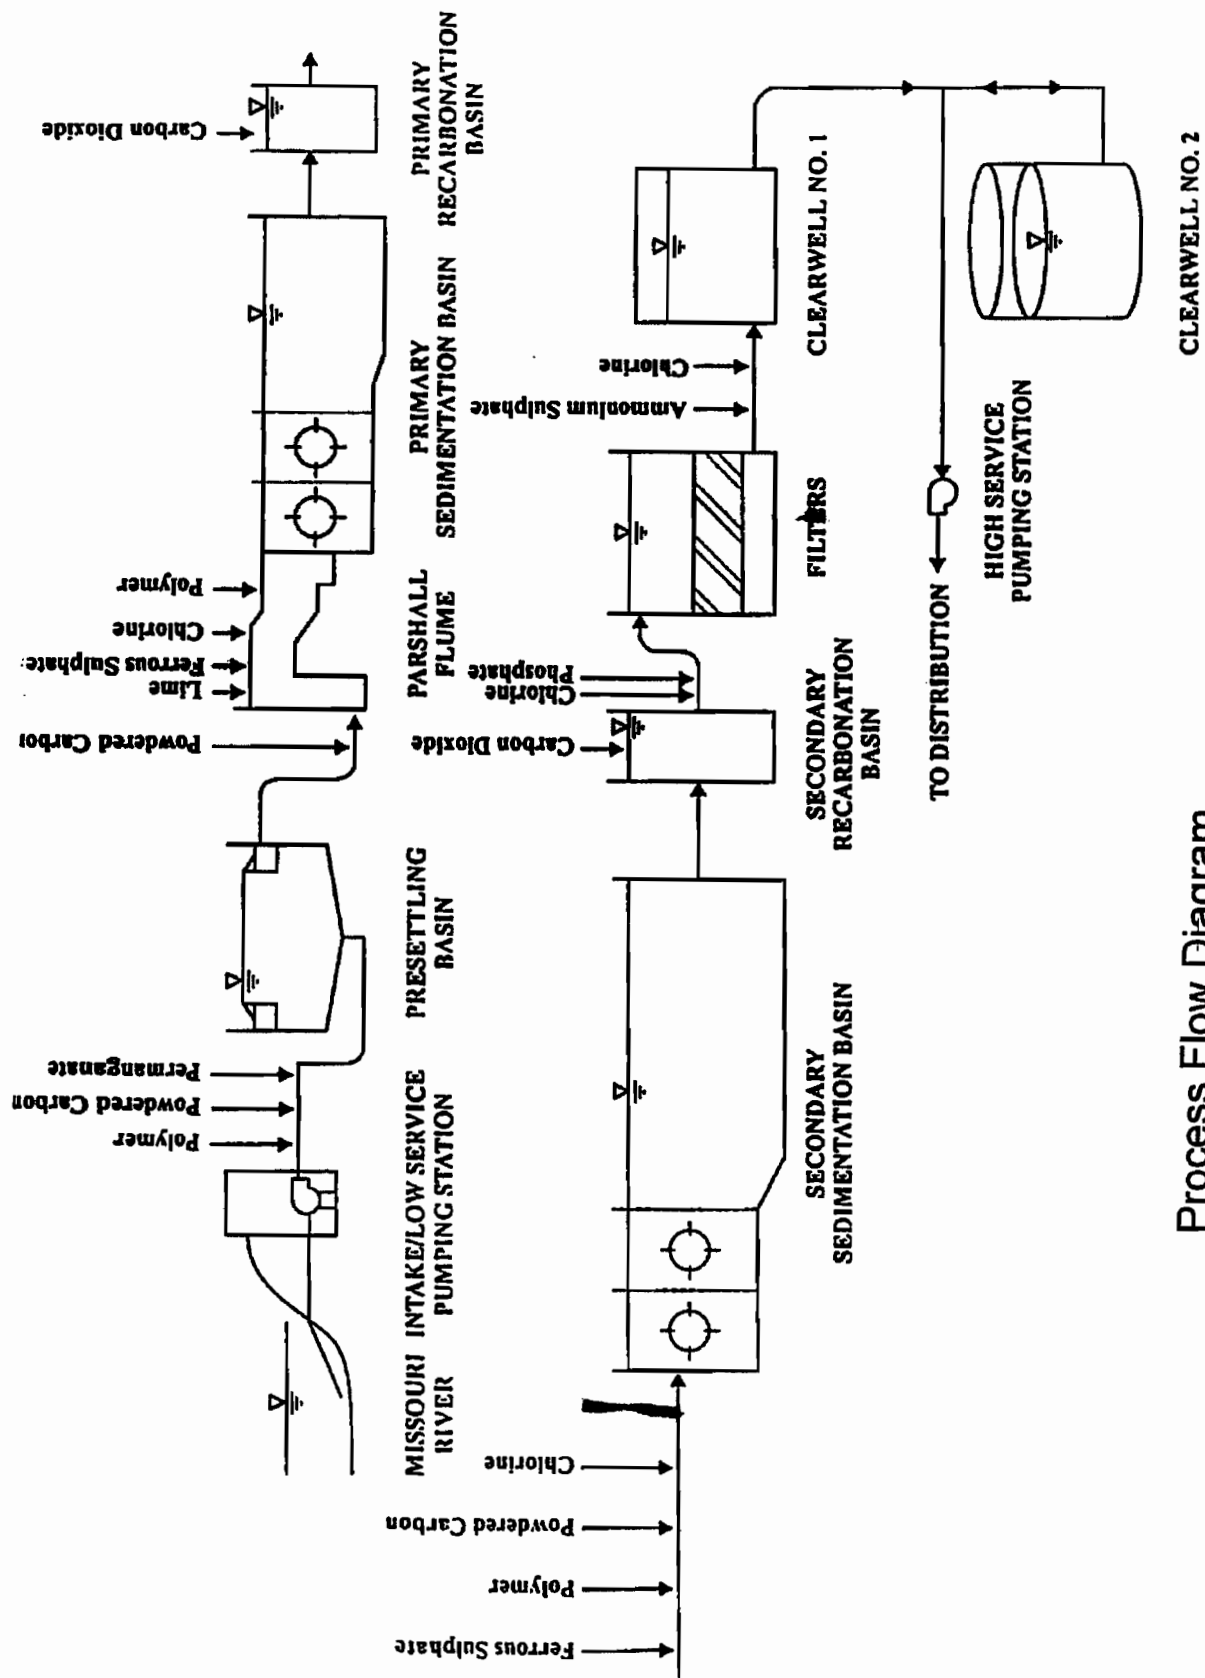 Polymer
Powdered Carbon
Permanganate
Powdered Carbo
Lime
Ferrous Sulphate
Chlorine
Polymer
Carbon Dioxide
MISSOURI
RIVER
INTAKE/LOW SERVICE
PUMPING STATION
PRESETTLING
BASIN
PARSHALL
FLUME
PRIMARY
SEDIMENTATION BASIN
PRIMARY
RECARBONATION
BASIN
Ferrous Sulphate
Polymer
Powdered Carbon
Chlorine
Carbon Dioxide
Chlorine
Phosphate
Ammonium Sulphate
Chlorine
SECONDARY
SEDIMENTATION BASIN
SECONDARY
RECARBONATION
BASIN
FILTERS
CLEARWELL NO. 1
TO DISTRIBUTION
HIGH SERVICE
PUMPING STATION
CLEARWELL NO. 2
Process Flow Diagram